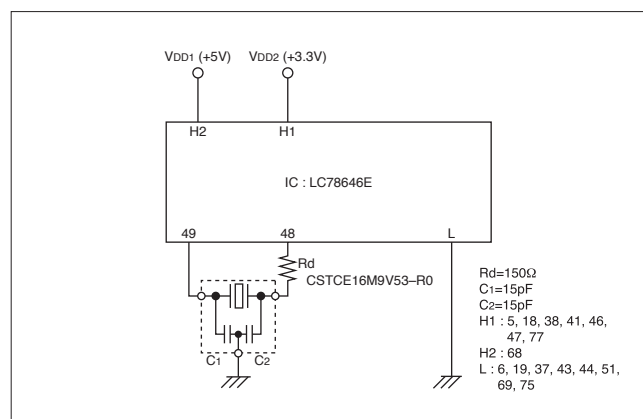 VDD1 (+5V) VDD2 (+3.3V)
H2 H1
IC : LC78646E
49 48 L
Rd
CSTCE16M9V53–R0
C1 C2
Rd=150Ω
C1=15pF
C2=15pF
H1 : 5, 18, 38, 41, 46,
47, 77
H2 : 68
L : 6, 19, 37, 43, 44, 51,
69, 75